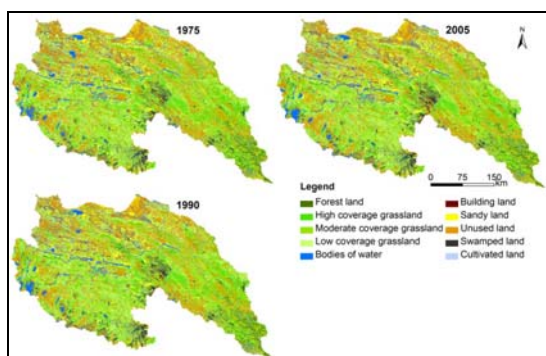 1975
2005
N
0 75 150
km
Legend
Forest land
High coverage grassland
Moderate coverage grassland
Low coverage grassland
Bodies of water
Building land
Sandy land
Unused land
Swamped land
Cultivated land
1990